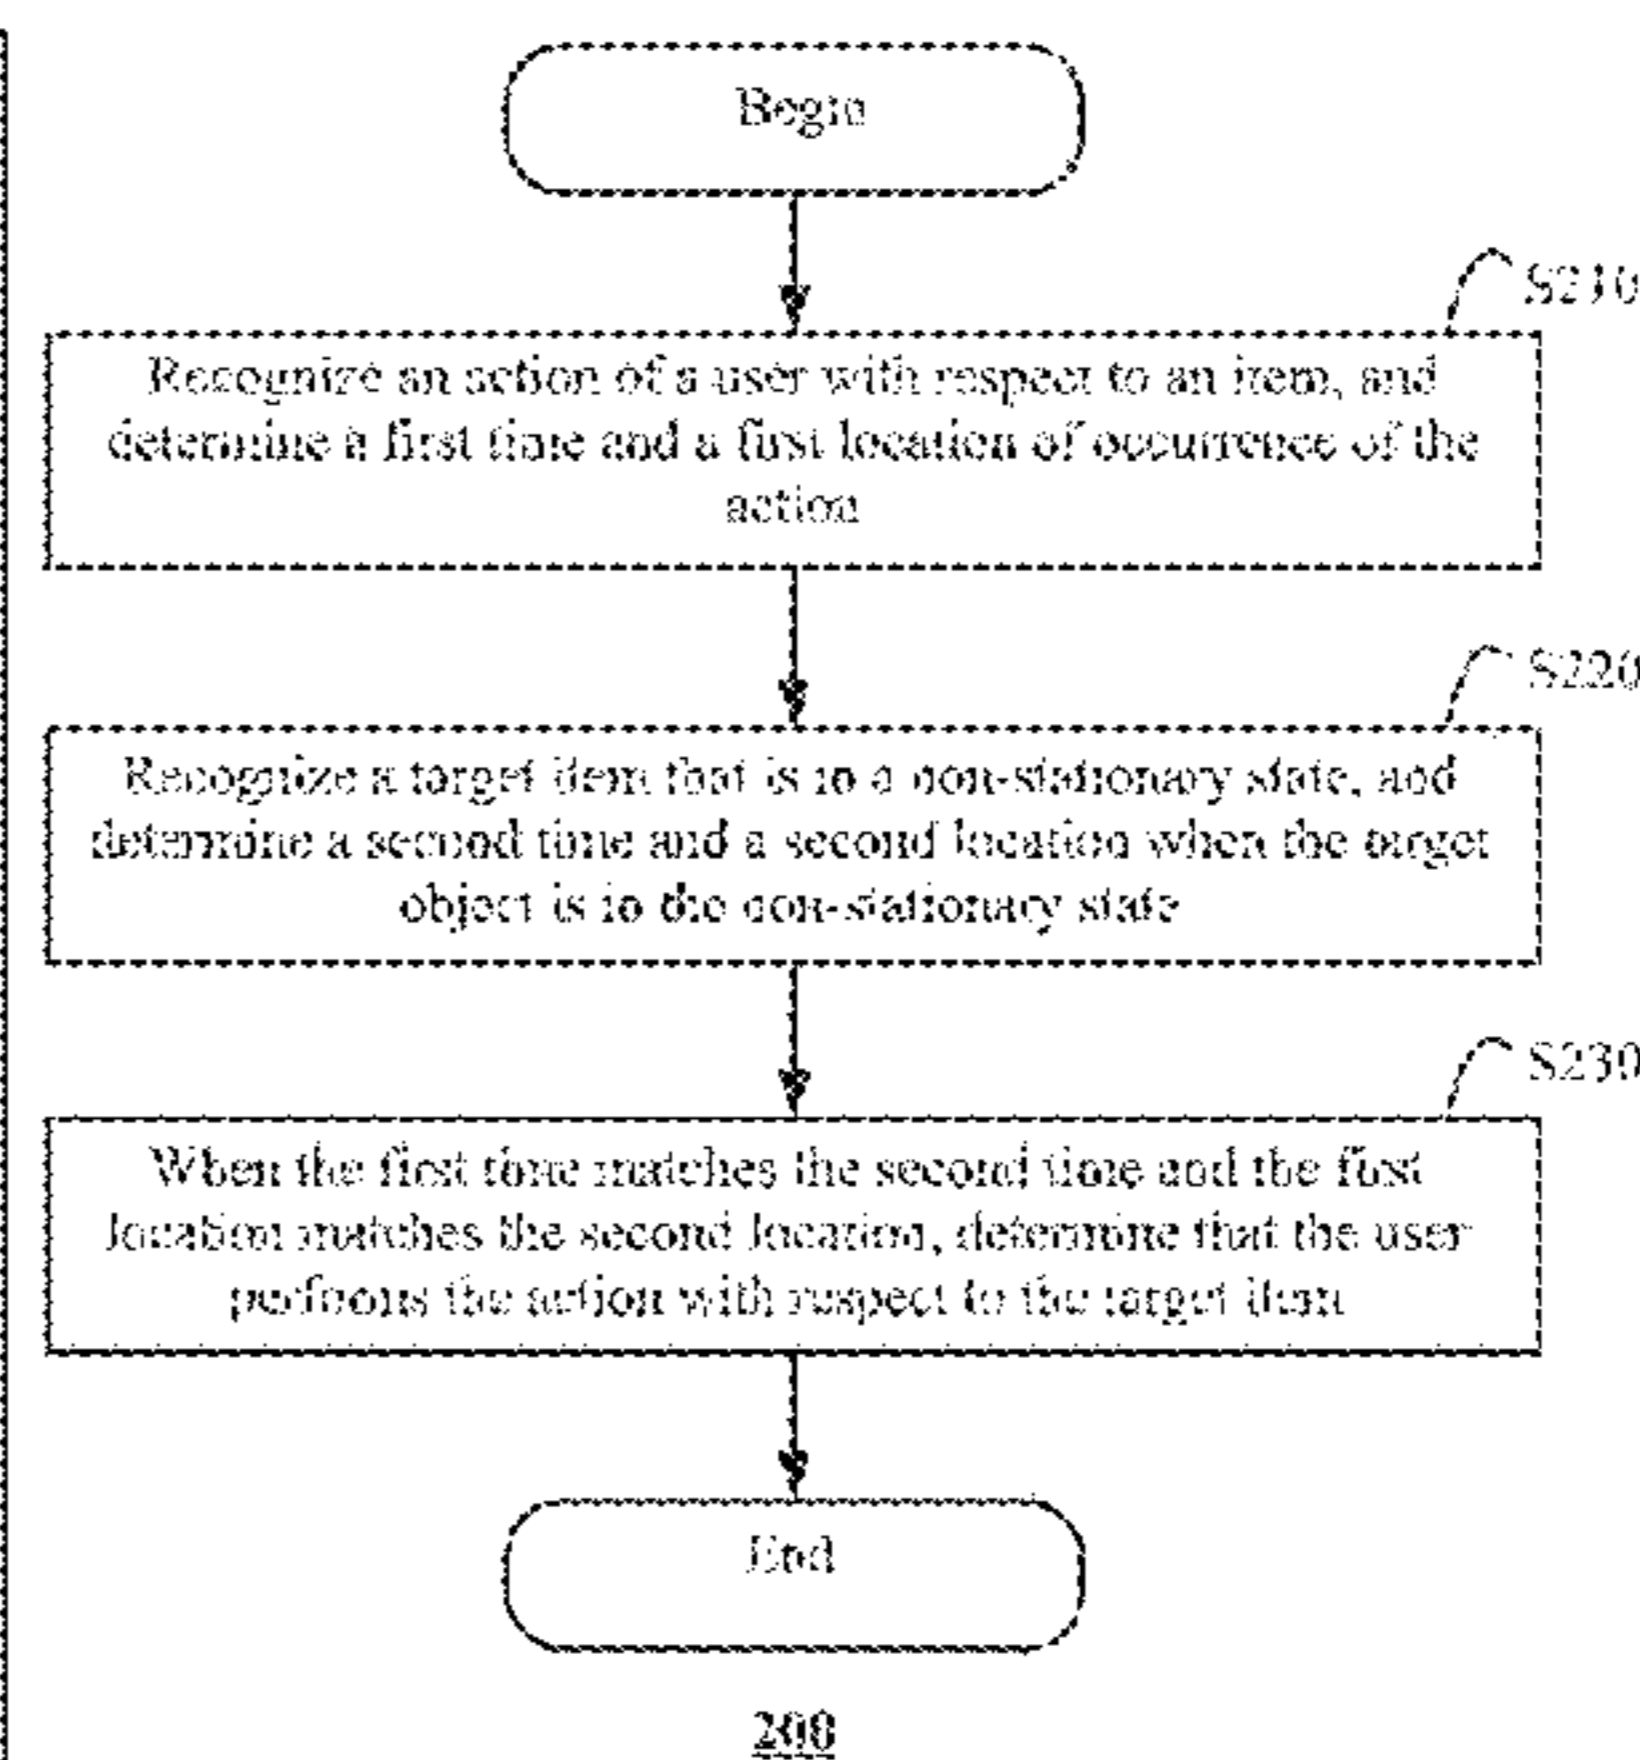 Begin
S210
Recognize an action of a user with respect to an item, and
determine a first time and a first location of occurrence of the
action
S220
Recognize a target item that is in a non-stationary state, and
determine a second time and a second location when the target
object is in the non-stationary state
S230
When the first time matches the second time and the first
location matches the second location, determine that the user
performs the action with respect to the target item
End
200